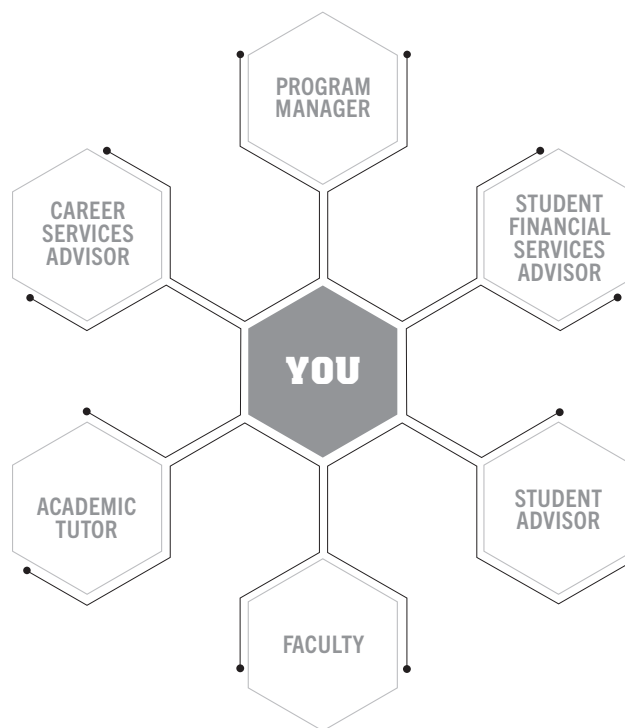 PROGRAM
MANAGER
CAREER
SERVICES
ADVISOR
STUDENT
FINANCIAL
SERVICES
ADVISOR
YOU
ACADEMIC
TUTOR
STUDENT
ADVISOR
FACULTY